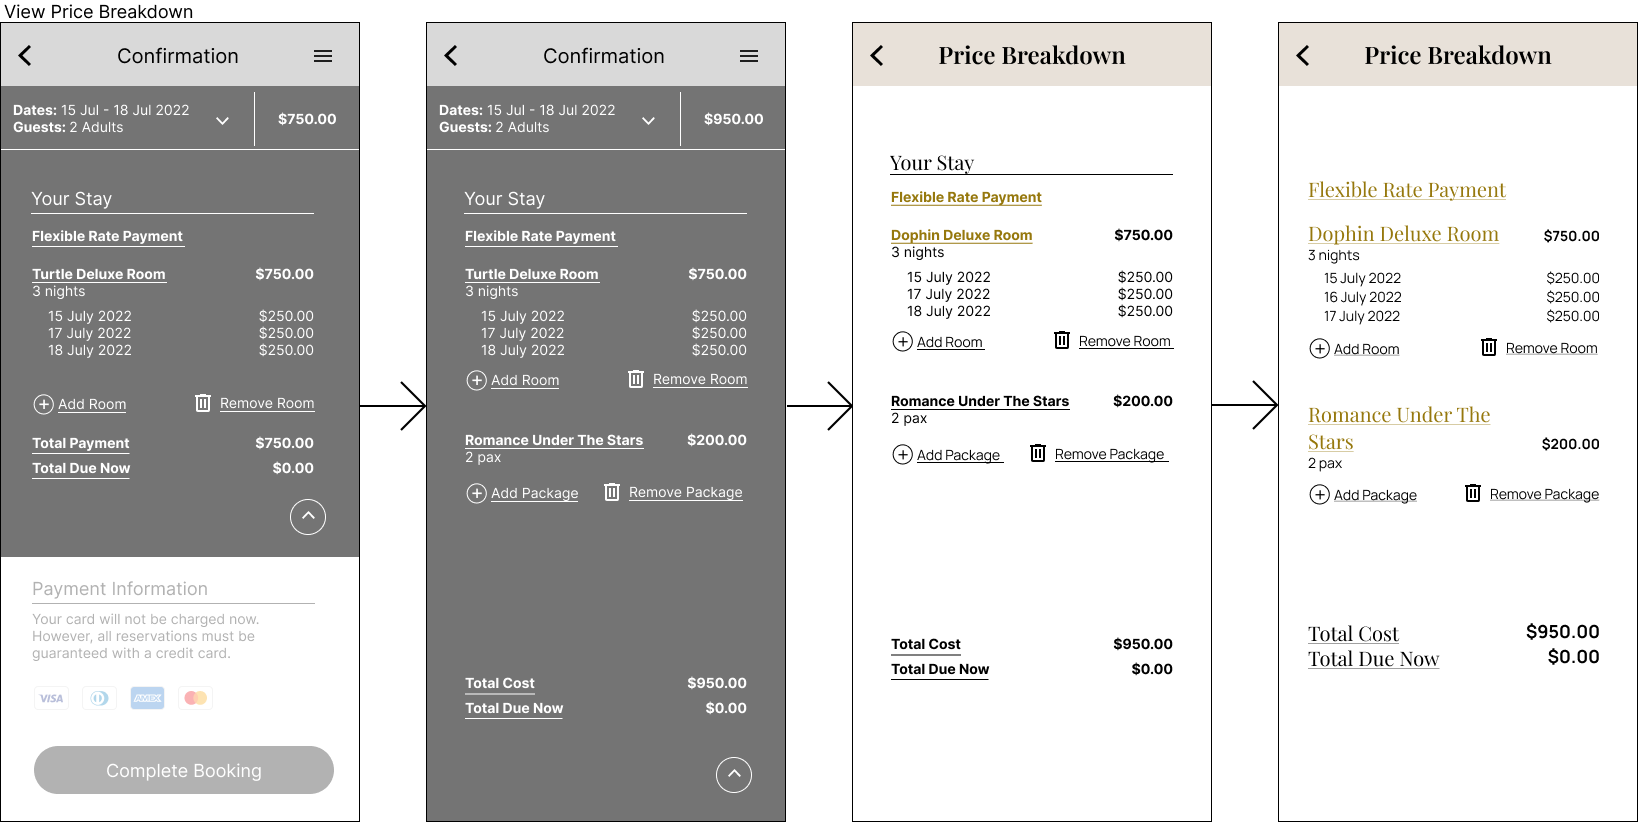 View Price Breakdown
Confirmation
Dates: 15 Jul - 18 Jul 2022
Guests: 2 Adults
$750.00
Your Stay
Flexible Rate Payment
Turtle Deluxe Room $750.00
3 nights
15 July 2022 $250.00
17 July 2022 $250.00
18 July 2022 $250.00
Add Room Remove Room
Total Payment $750.00
Total Due Now $0.00
Payment Information
Your card will not be charged now.
However, all reservations must be
guaranteed with a credit card.
VISA AMEX
Complete Booking
Confirmation
Dates: 15 Jul - 18 Jul 2022
Guests: 2 Adults
$950.00
Your Stay
Flexible Rate Payment
Turtle Deluxe Room $750.00
3 nights
15 July 2022 $250.00
17 July 2022 $250.00
18 July 2022 $250.00
Add Room Remove Room
Romance Under The Stars $200.00
2 pax
Add Package Remove Package
Total Cost $950.00
Total Due Now $0.00
Price Breakdown
Your Stay
Flexible Rate Payment
Dophin Deluxe Room $750.00
3 nights
15 July 2022 $250.00
17 July 2022 $250.00
18 July 2022 $250.00
Add Room Remove Room
Romance Under The Stars $200.00
2 pax
Add Package Remove Package
Total Cost $950.00
Total Due Now $0.00
Price Breakdown
Flexible Rate Payment
Dophin Deluxe Room $750.00
3 nights
15 July 2022 $250.00
16 July 2022 $250.00
17 July 2022 $250.00
Add Room Remove Room
Romance Under The
Stars $200.00
2 pax
Add Package Remove Package
Total Cost $950.00
Total Due Now $0.00